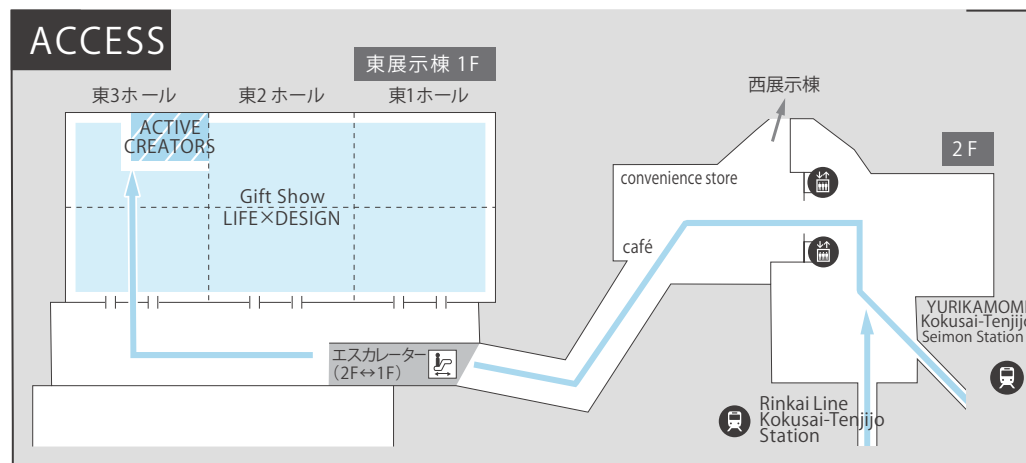 ACCESS
東展示棟 1F
東3ホール
東2 ホール
東1ホール
ACTIVE
CREATORS
Gift Show
LIFE×DESIGN
エスカレーター
(2F↔1F)
西展示棟
2F
convenience store
café
YURIKAMOME
Kokusai-Tenjijo
Seimon Station
Rinkai Line
Kokusai-Tenjijo
Station